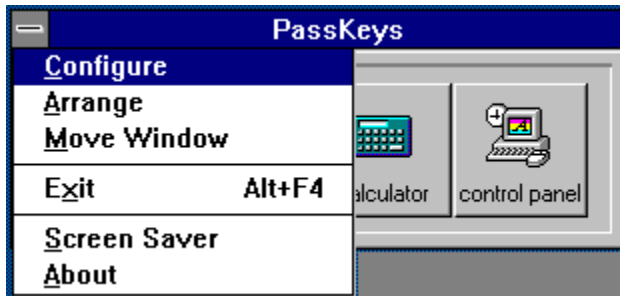 PassKeys
Configure
Arrange
Move Window
Exit Alt+F4
Screen Saver
About
alculator
control panel